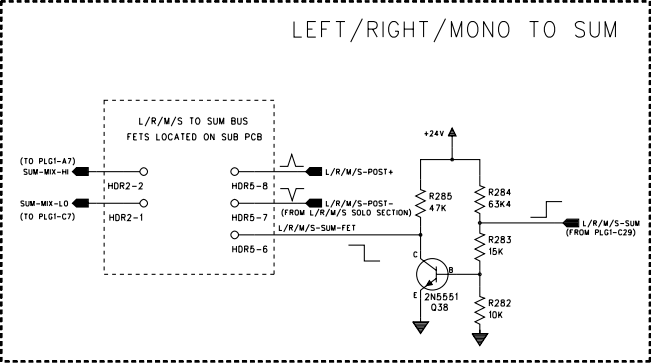 LEFT/RIGHT/MONO TO SUM
L/R/M/S TO SUM BUS
FETS LOCATED ON SUB PCB
+24V
(TO PLG1-A7)
SUM-MIX-HI
HDR2-2
HDR5-8
L/R/M/S-POST+
R285
47K
R284
63K4
SUM-MIX-LO
(TO PLG1-C7)
HDR2-1
HDR5-7
L/R/M/S-POST-
(FROM L/R/M/S SOLO SECTION)
L/R/M/S-SUM
(FROM PLG1-C29)
L/R/M/S-SUM-FET
HDR5-6
R283
15K
C
B
E
2N5551
Q38
R282
10K